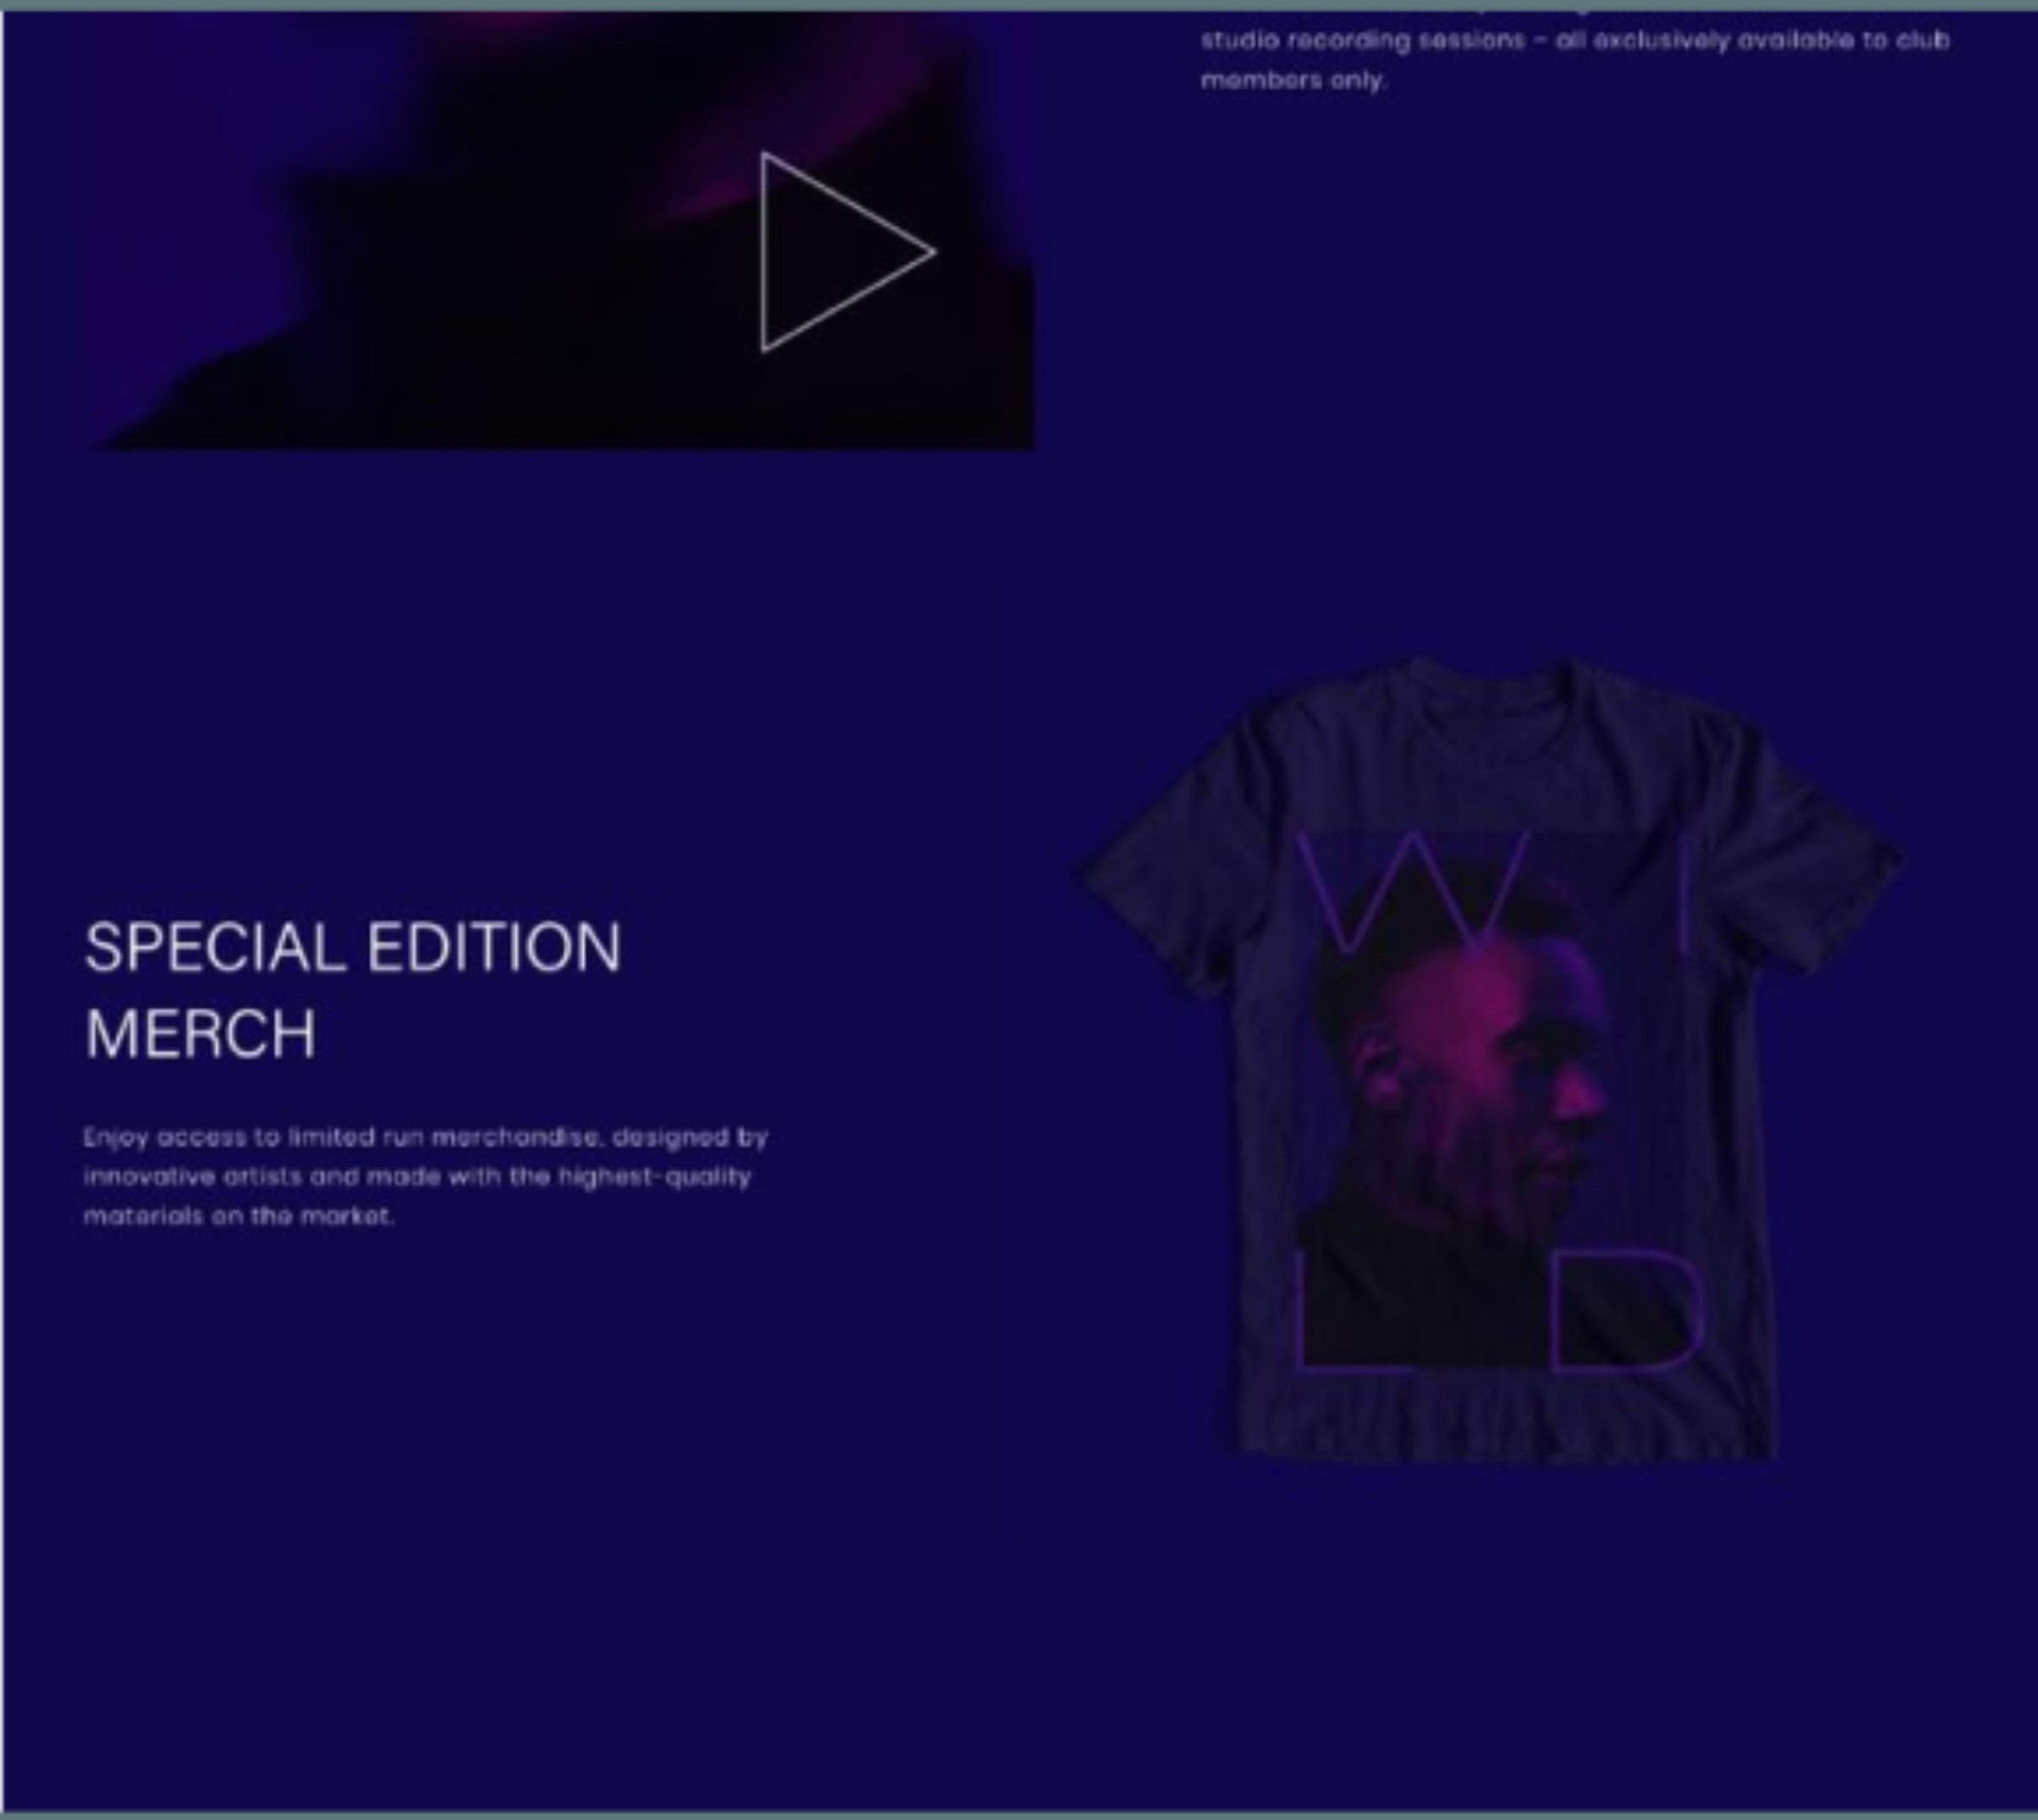 studio recording sessions – all exclusively available to club
members only.
SPECIAL EDITION
MERCH
Enjoy access to limited run merchandise, designed by
innovative artists and made with the highest-quality
materials on the market.
W I
L D